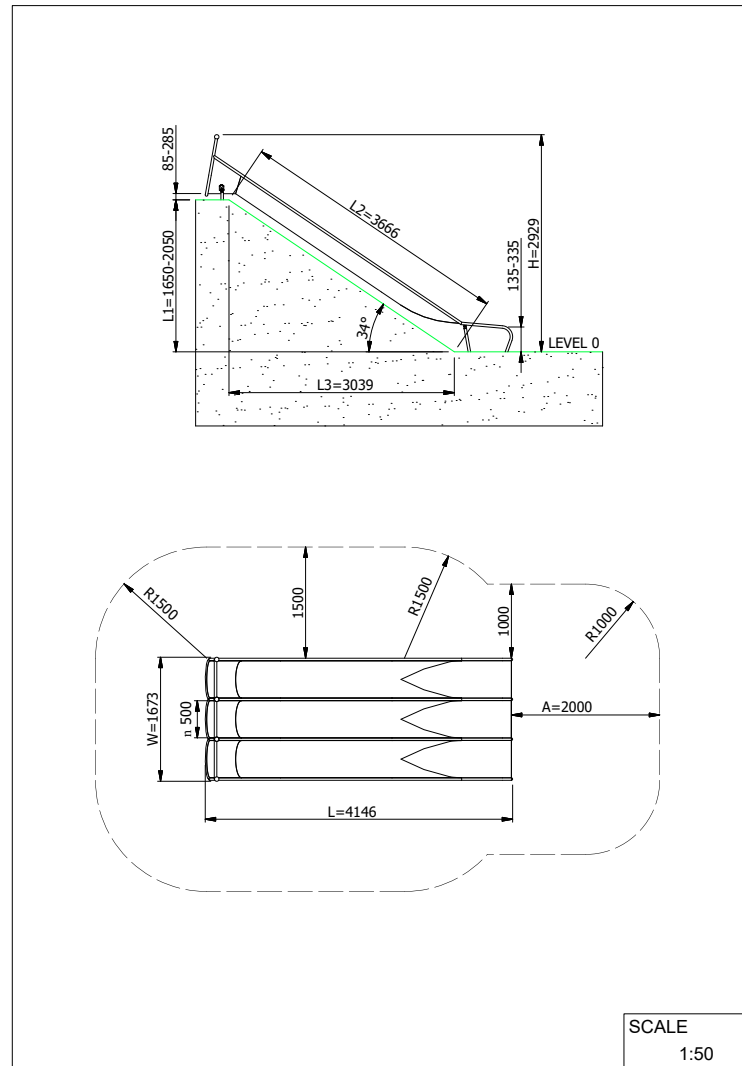 85-285
L1=1650-2050
L2=3666
H=2929
135-335
34°
LEVEL 0
L3=3039
R1500
1500
R1500
1000
R1000
W=1673
n 500
A=2000
L=4146
SCALE
1:50